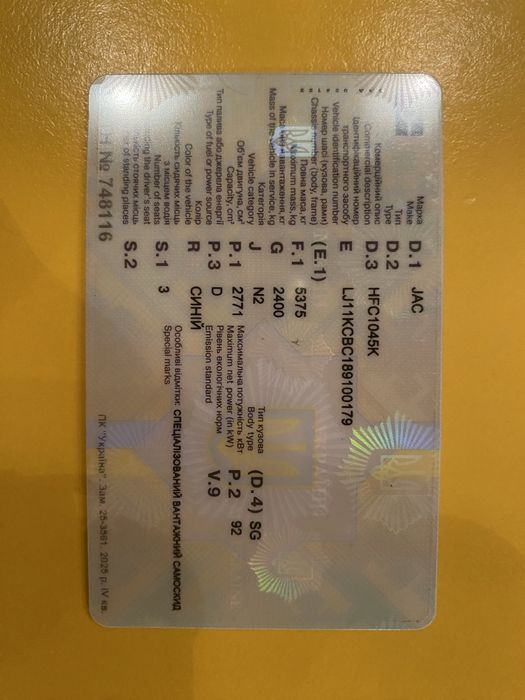 Марка
Make D.1 JAC
Тип
Type D.2
Комерційний опис
Commercial description D.3 HFC1045K
Ідентифікаційний номер
транспортного засобу
Vehicle identification number E LJ11KCBC189100179
Номер шасі (кузова, рами)
Chassis number (body, frame) (E.1)
Повна маса, кг
Maximum mass, kg F.1 5375
Маса без навантаження, кг
Mass of the vehicle in service, kg G 2400
Категорія
Vehicle category J N2
Тип кузова
Body type (D.4) SG
Об'єм двигуна, см³
Capacity, cm³ P.1 2771
Максимальна потужність кВт
Maximum net power (in kW) P.2 92
Тип палива або джерела енергії
Type of fuel or power source P.3 D
Рівень екологічних норм
Emission standard V.9
Колір
Color of the vehicle R СИНІЙ
Кількість сидячих місць
з місцем водія
Number of seats
the driver's seat S.1 3
Особливі відмітки: СПЕЦІАЛІЗОВАНИЙ ВАНТАЖНИЙ САМОСКИД
Special marks
стоячих місць
of standing places S.2
Н № 748116
ПК "Україна". Зам. 25-3561. 2025 р. IV кв.